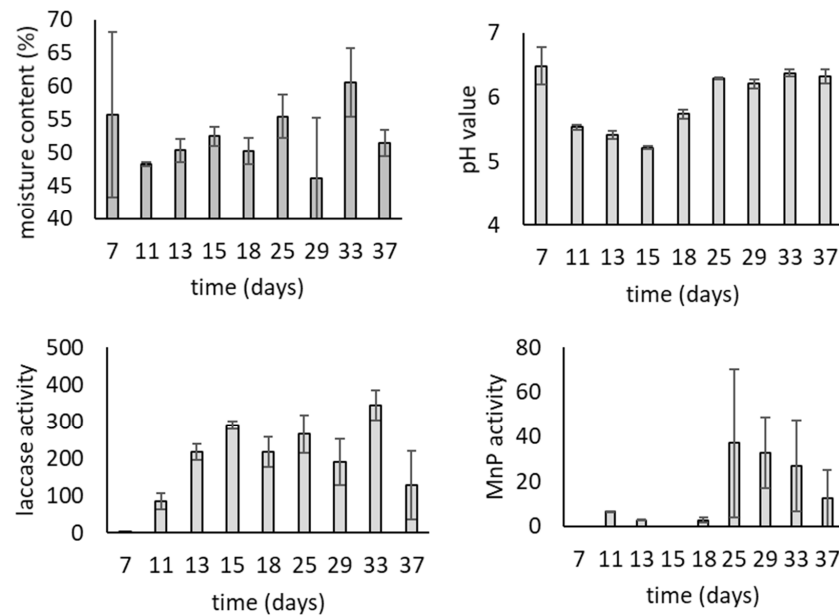 moisture content (%)
70
65
60
55
50
45
40
7 11 13 15 18 25 29 33 37
time (days)
pH value
7
6
5
4
7 11 13 15 18 25 29 33 37
time (days)
laccase activity
500
400
300
200
100
0
7 11 13 15 18 25 29 33 37
time (days)
MnP activity
80
60
40
20
0
7 11 13 15 18 25 29 33 37
time (days)